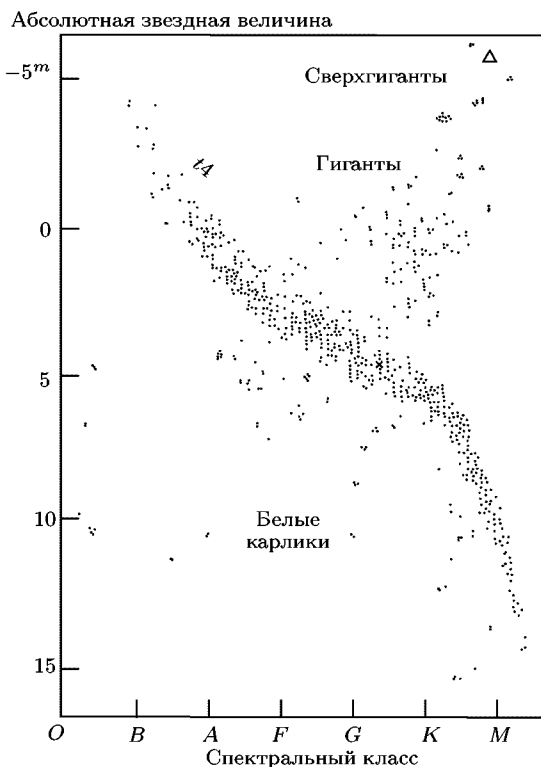 Абсолютная звездная величина
−5ᵐ
Сверхгиганты
Гиганты
0
5
10
Белые
карлики
15
O B A F G K M
Спектральный класс